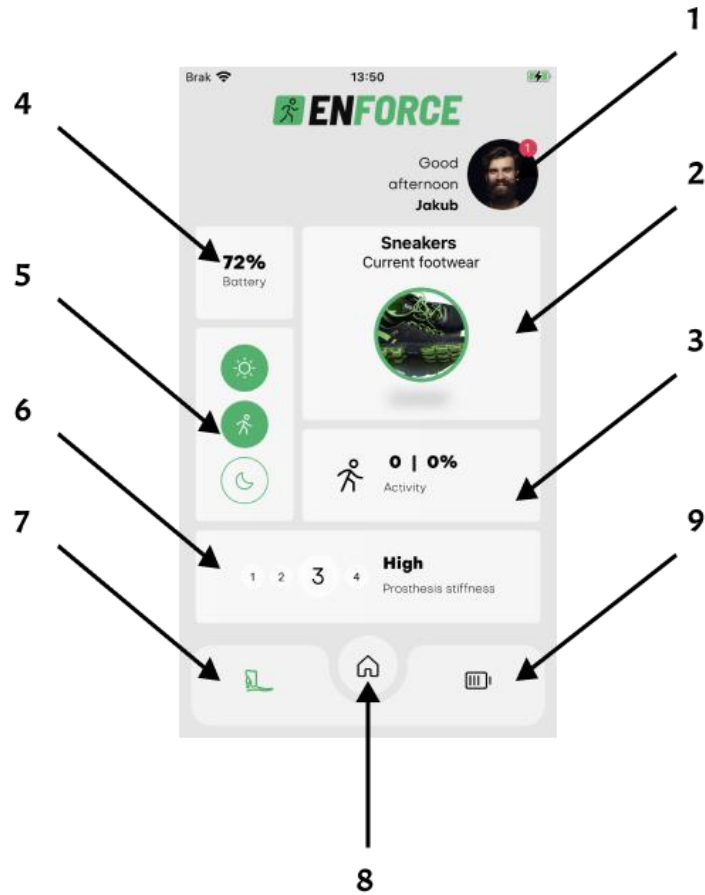 1
Brak 13:50
4
ENFORCE
1
Good
afternoon
Jakub
2
72%
Battery
Sneakers
Current footwear
5
3
6
0 | 0%
Activity
7
9
1 2 3 4
High
Prosthesis stiffness
8